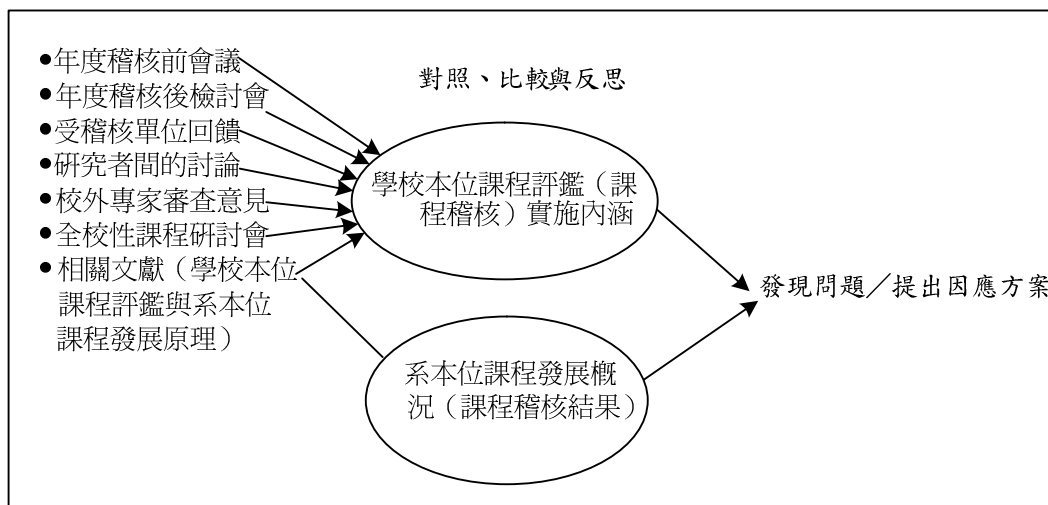 ●年度稽核前會議
●年度稽核後檢討會
●受稽核單位回饋
●研究者間的討論
●校外專家審查意見
●全校性課程研討會
●相關文獻（學校本位
課程評鑑與系本位
課程發展原理）
對照、比較與反思
學校本位課程評鑑（課
程稽核）實施內涵
系本位課程發展概
況（課程稽核結果）
發現問題／提出因應方案